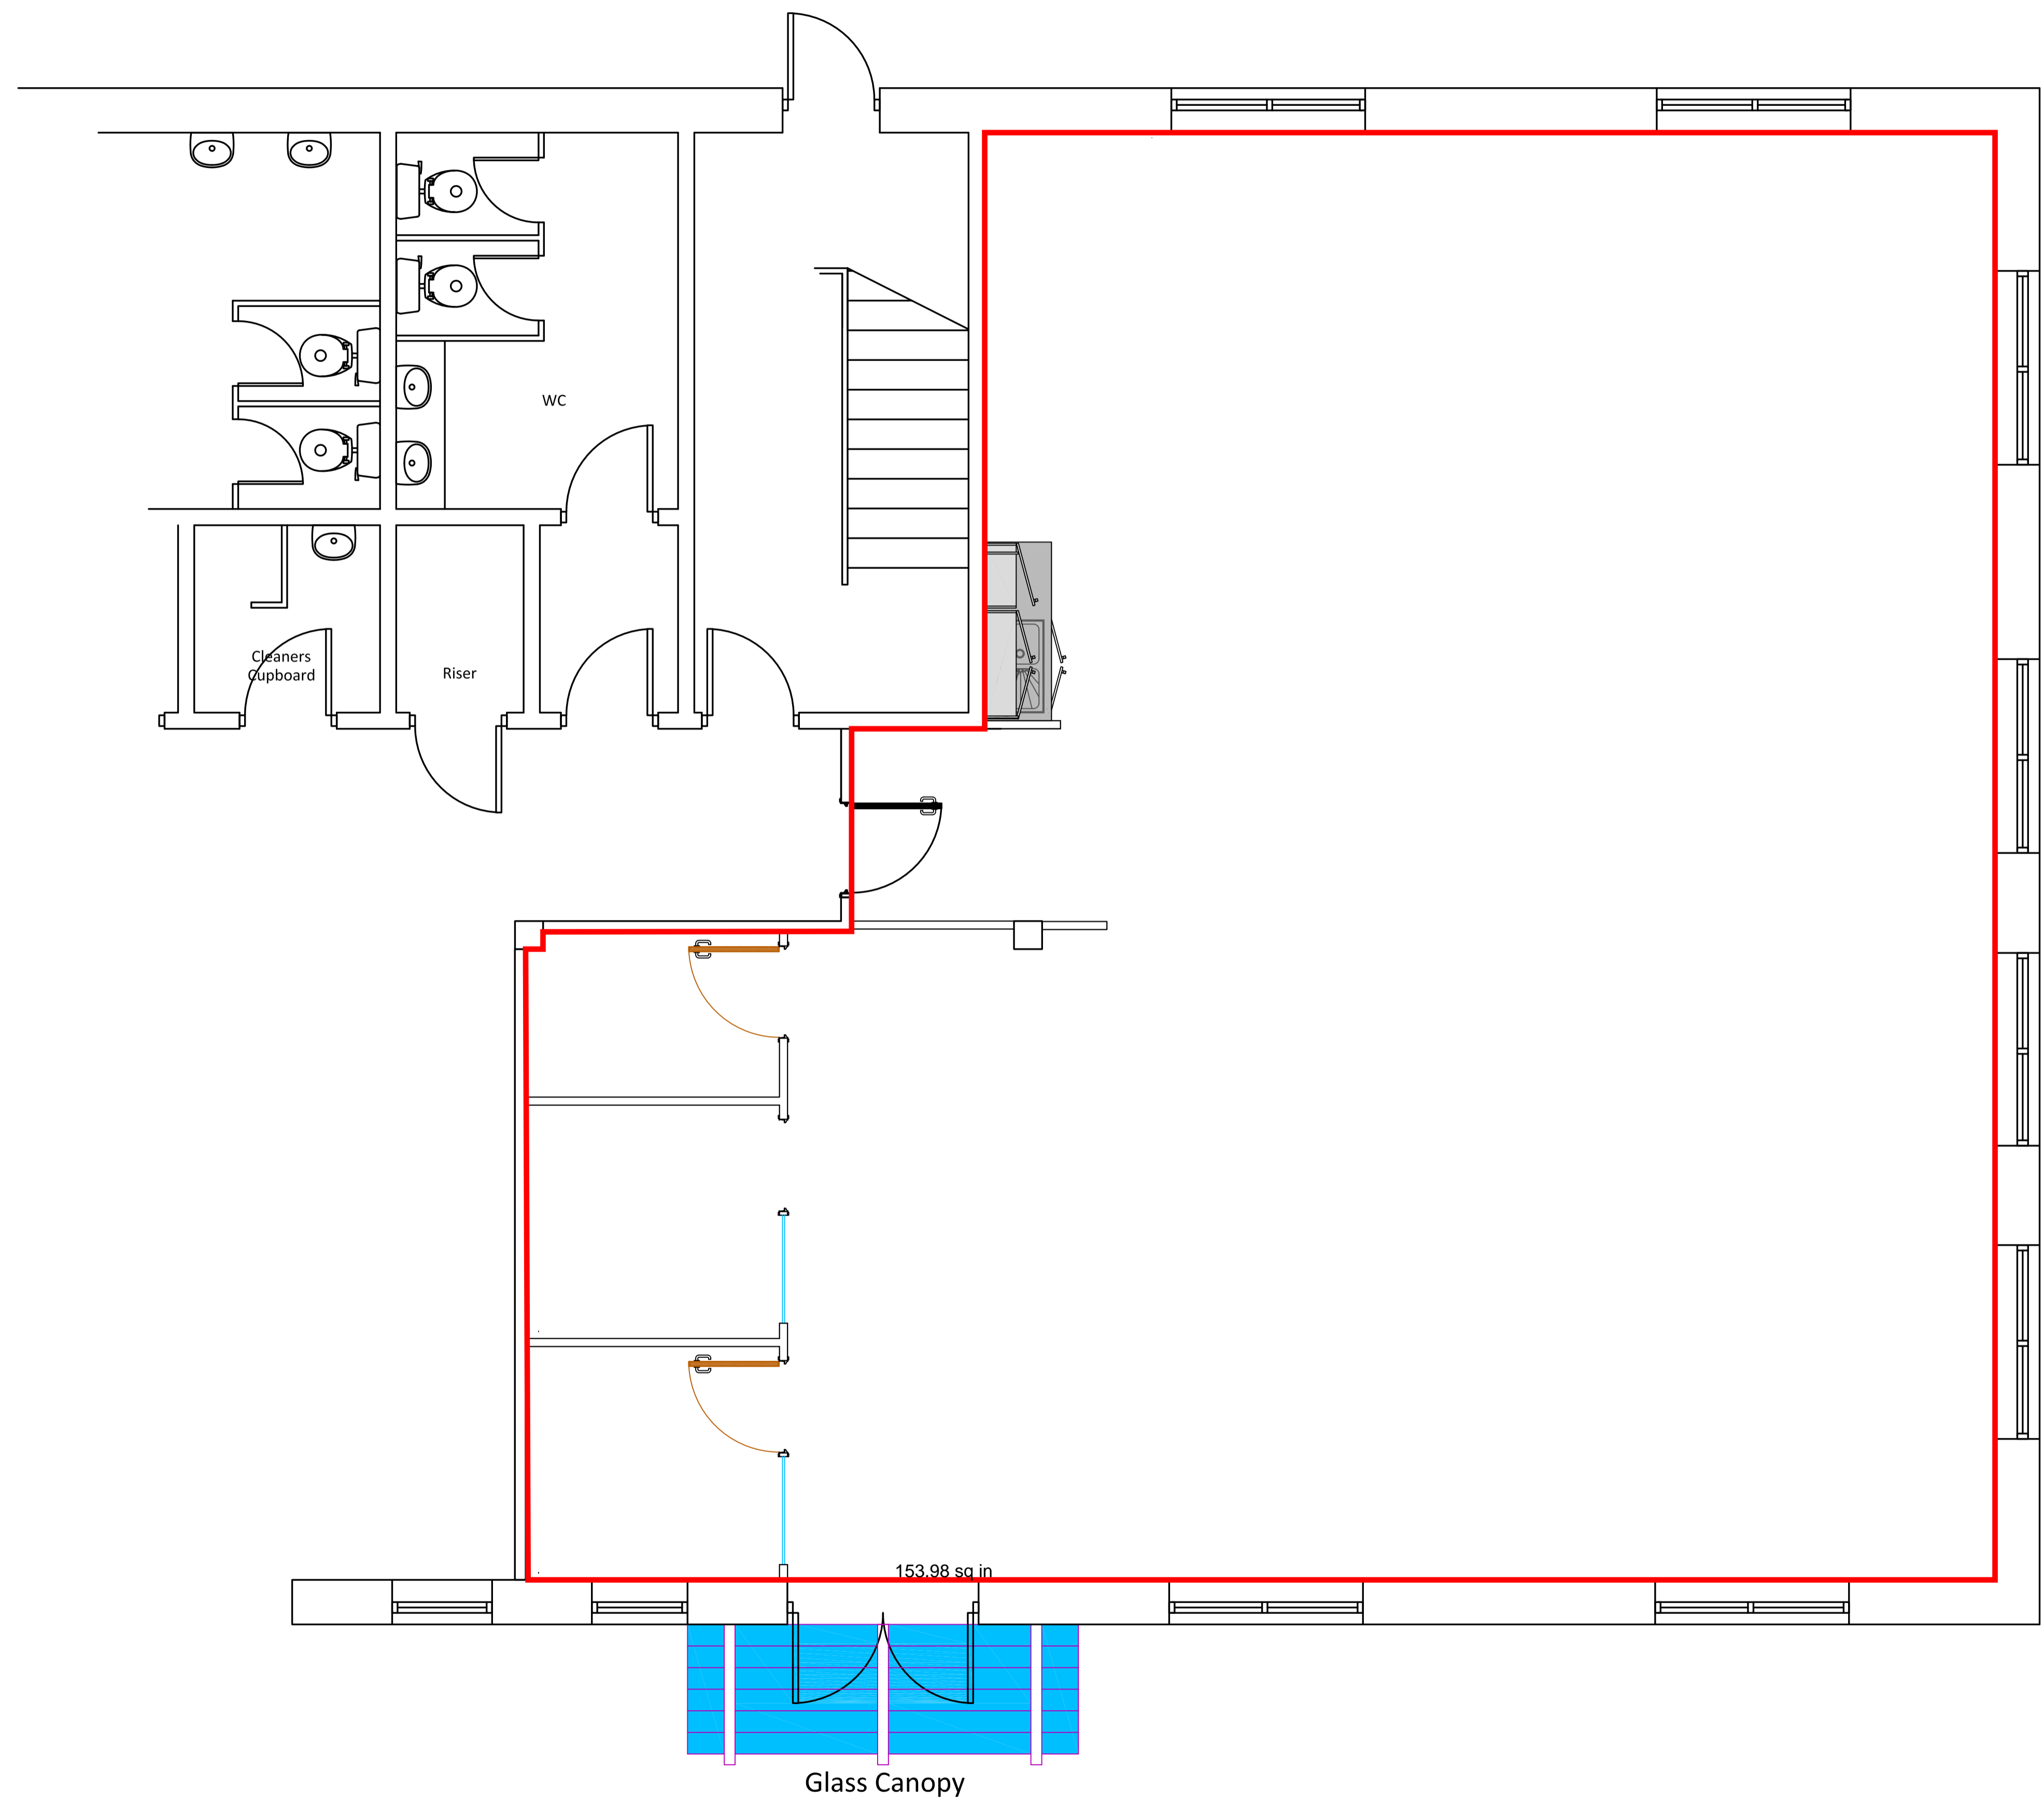 WC
Cleaners
Cupboard
Riser
153.98 sq in
Glass Canopy